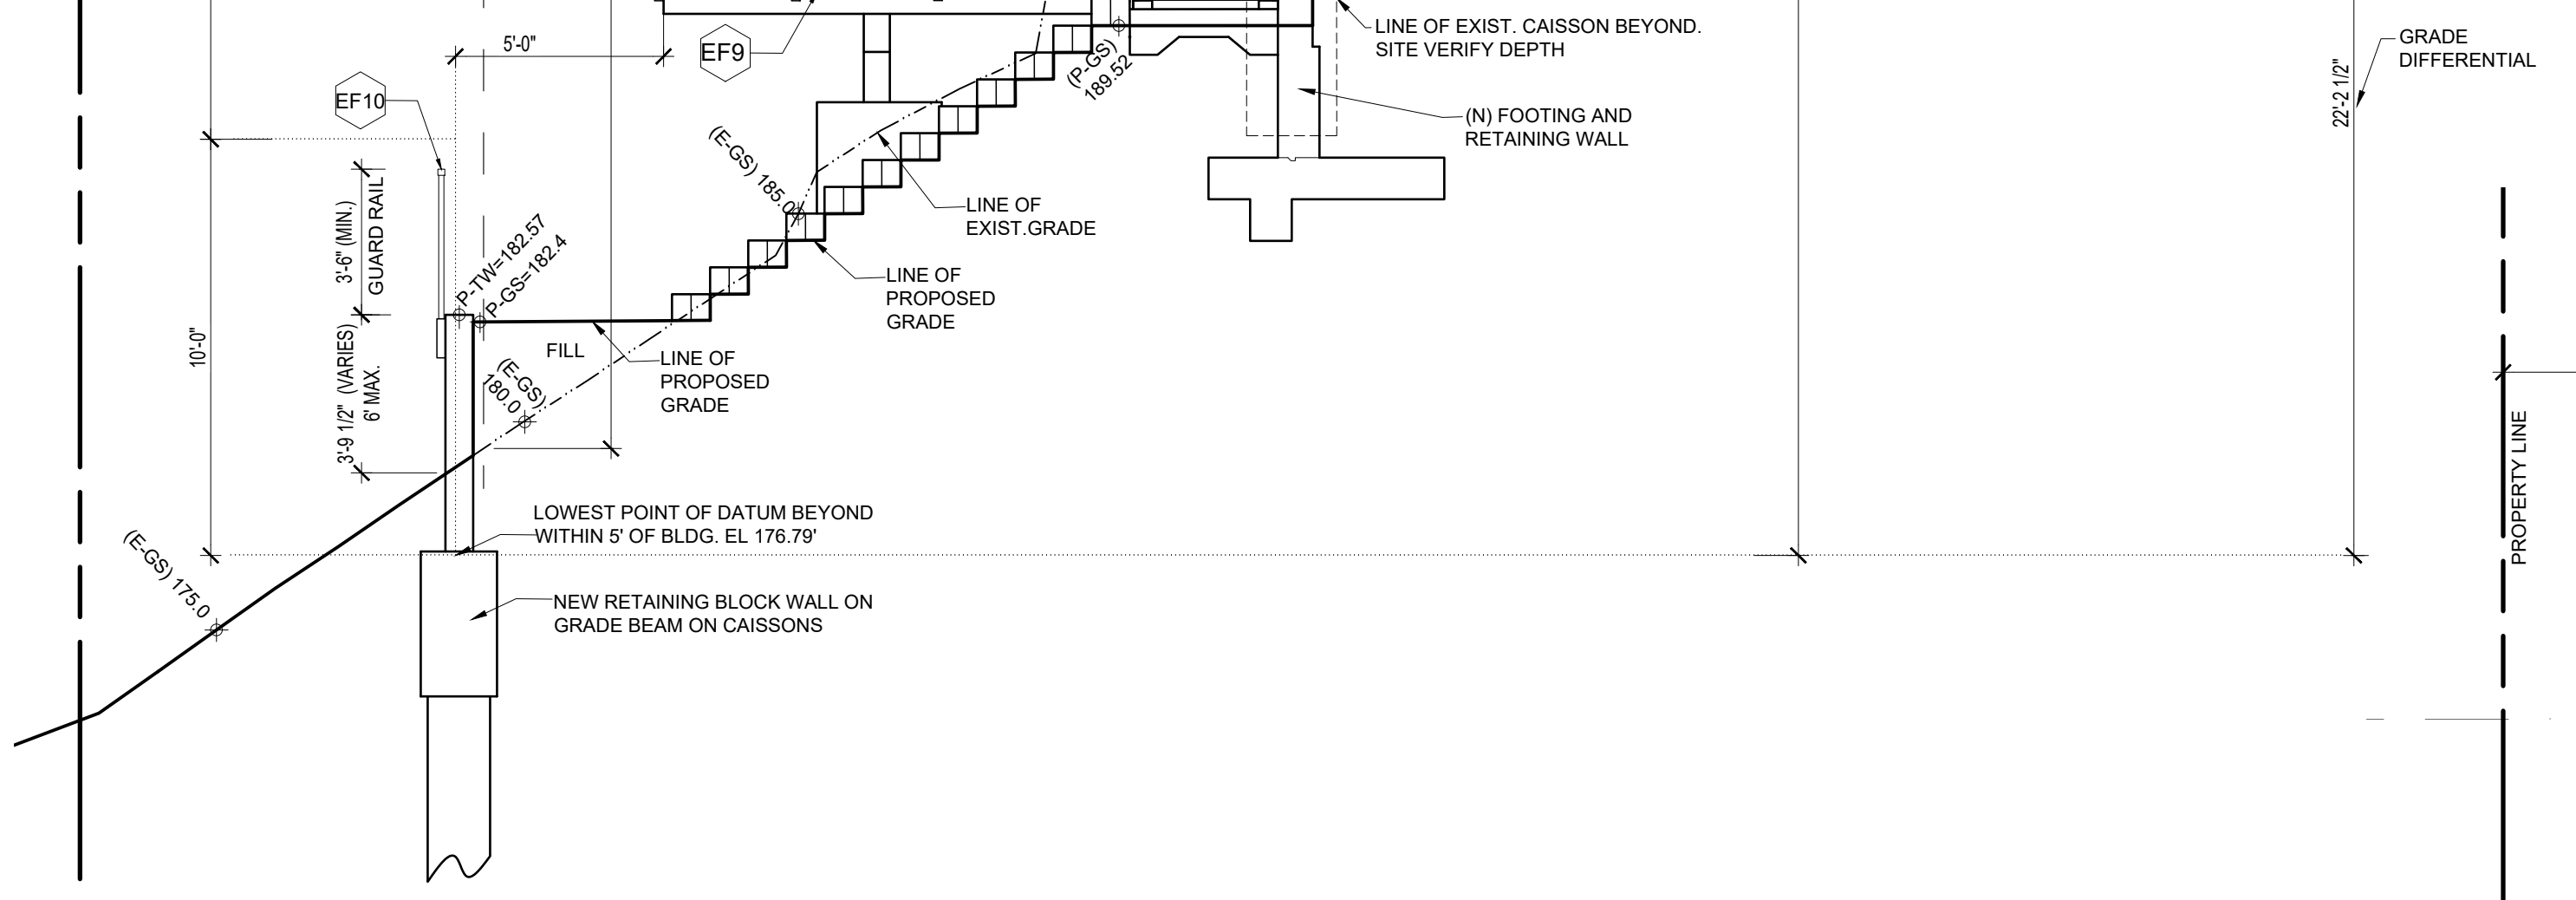 LINE OF EXIST. CAISSON BEYOND.
SITE VERIFY DEPTH
GRADE
DIFFERENTIAL
5'-0"
EF9
(P-GS)
189.52
22'-2 1/2"
EF10
(N) FOOTING AND
RETAINING WALL
(E-GS) 185.0
LINE OF
EXIST.GRADE
3'-6" (MIN.)
GUARD RAIL
P-TW=182.57
P-GS=182.4
LINE OF
PROPOSED
GRADE
10'-0"
3'-9 1/2" (VARIES)
6' MAX.
FILL
LINE OF
PROPOSED
GRADE
(E-GS)
180.0
PROPERTY LINE
LOWEST POINT OF DATUM BEYOND
WITHIN 5' OF BLDG. EL 176.79'
(E-GS) 175.0
NEW RETAINING BLOCK WALL ON
GRADE BEAM ON CAISSONS